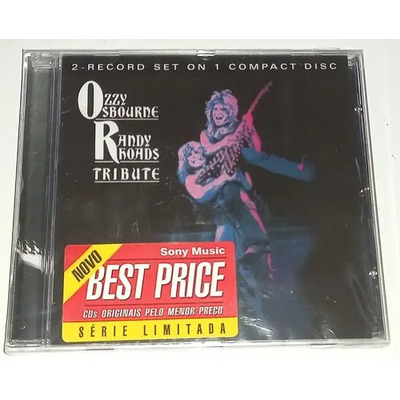 2-RECORD SET ON 1 COMPACT DISC
OZZY
OSBOURNE
RANDY
RHOADS
TRIBUTE
NOVO
Sony Music
BEST PRICE
CDs ORIGINAIS PELO MENOR PREÇO
SÉRIE LIMITADA